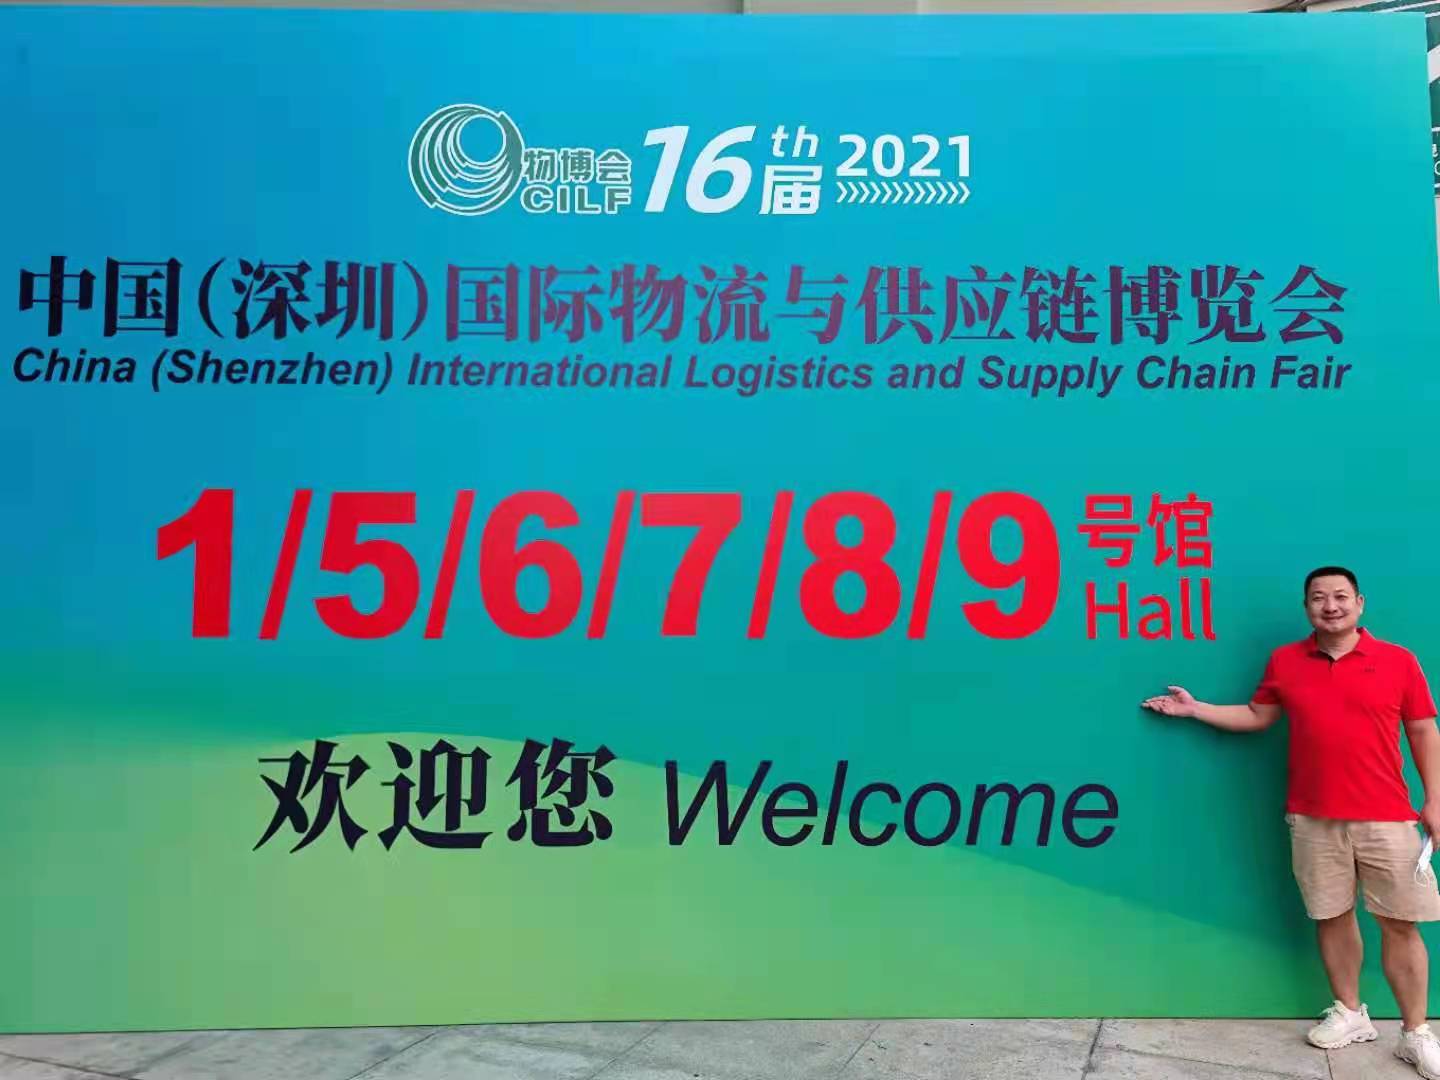 物博会 16th届 2021
CILF
中国(深圳)国际物流与供应链博览会
China (Shenzhen) International Logistics and Supply Chain Fair
1/5/6/7/8/9 号馆
Hall
欢迎您 Welcome